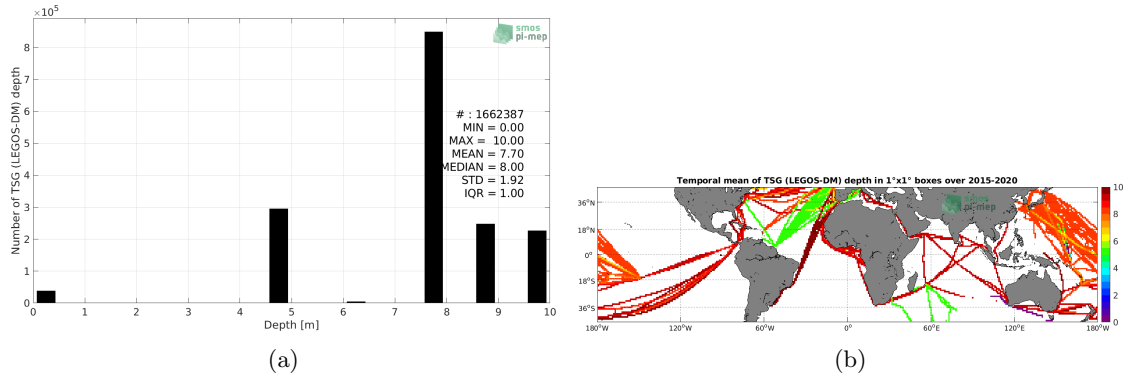 ×10⁵
9
8
7
6
5
4
3
2
1
0
Number of TSG (LEGOS-DM) depth
smos
pi-mep
# : 1662387
MIN = 0.00
MAX = 10.00
MEAN = 7.70
MEDIAN = 8.00
STD = 1.92
IQR = 1.00
0 1 2 3 4 5 6 7 8 9 10
Depth [m]
(a)
Temporal mean of TSG (LEGOS-DM) depth in 1°x1° boxes over 2015-2020
smos
pi-mep
36°N
18°N
0°
18°S
36°S
180°W 120°W 60°W 0° 60°E 120°E 180°W
10
8
6
4
2
0
(b)